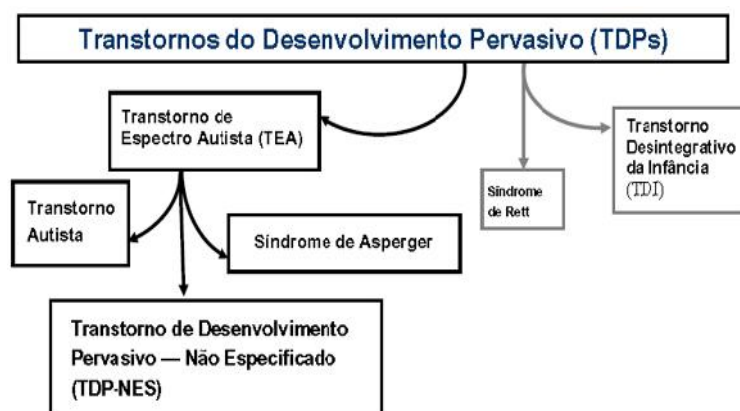 Transtornos do Desenvolvimento Pervasivo (TDPs)
Transtorno de
Espectro Autista (TEA)
Transtorno
Desintegrativo
da Infância
(TDI)
Síndrome
de Rett
Transtorno
Autista
Síndrome de Asperger
Transtorno de Desenvolvimento
Pervasivo — Não Especificado
(TDP-NES)